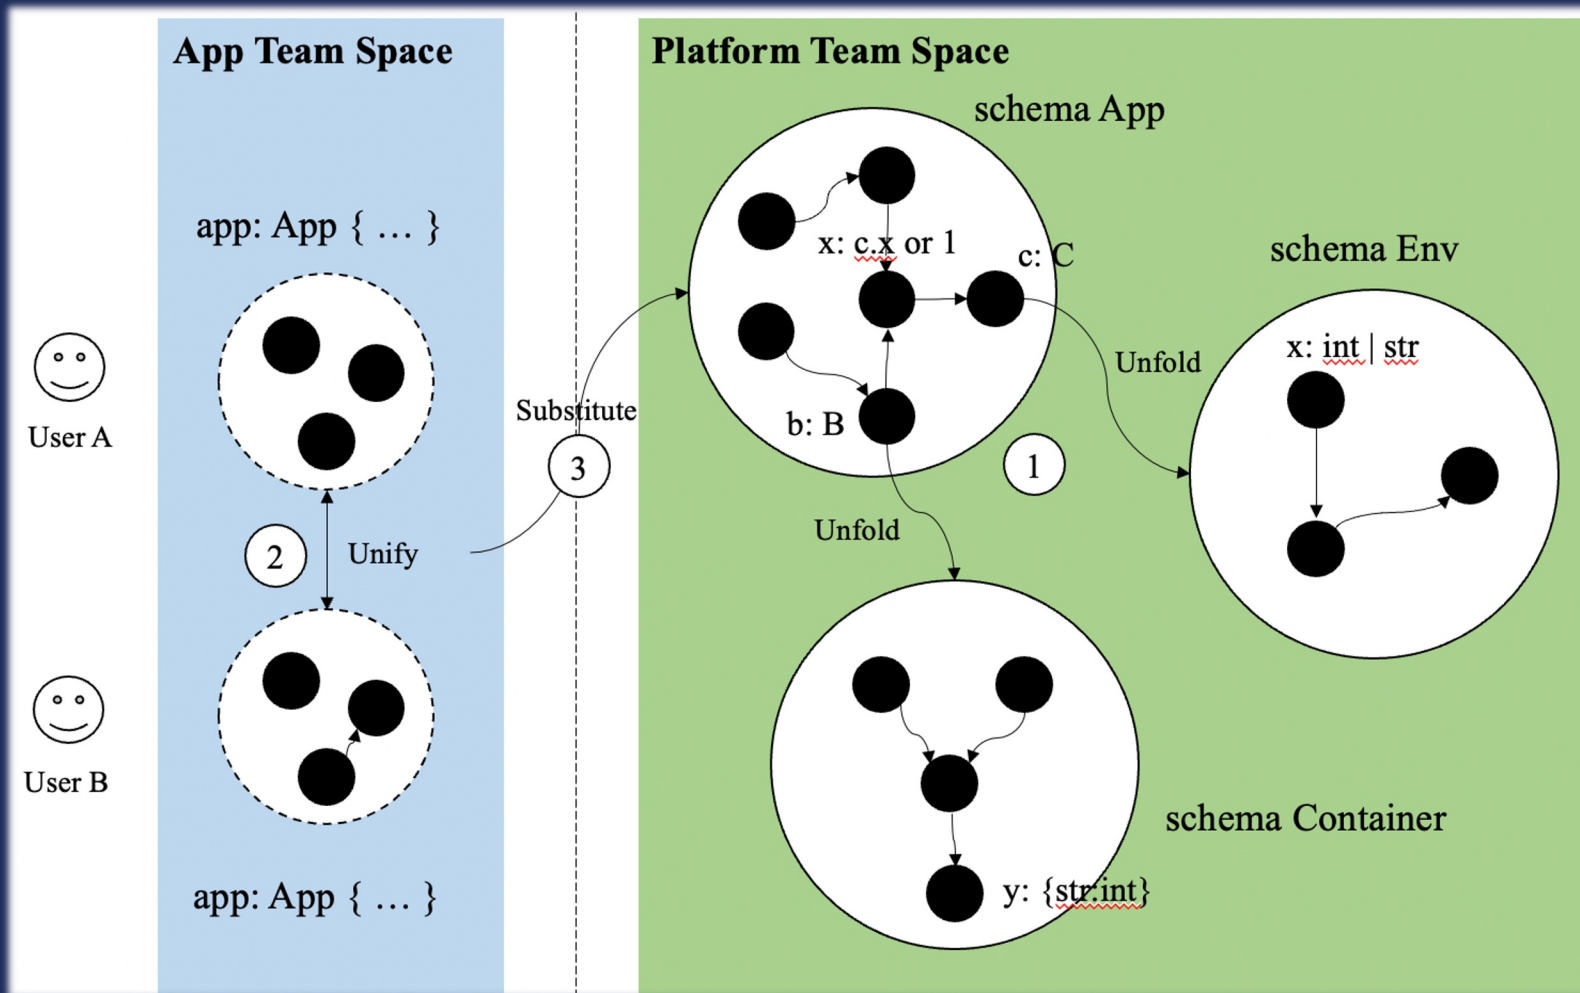 App Team Space
Platform Team Space
schema App
app: App { … }
x: c.x or 1
c: C
schema Env
x: int | str
Unfold
User A
Substitute
b: B
3
1
Unfold
2
Unify
User B
schema Container
app: App { … }
y: {str:int}